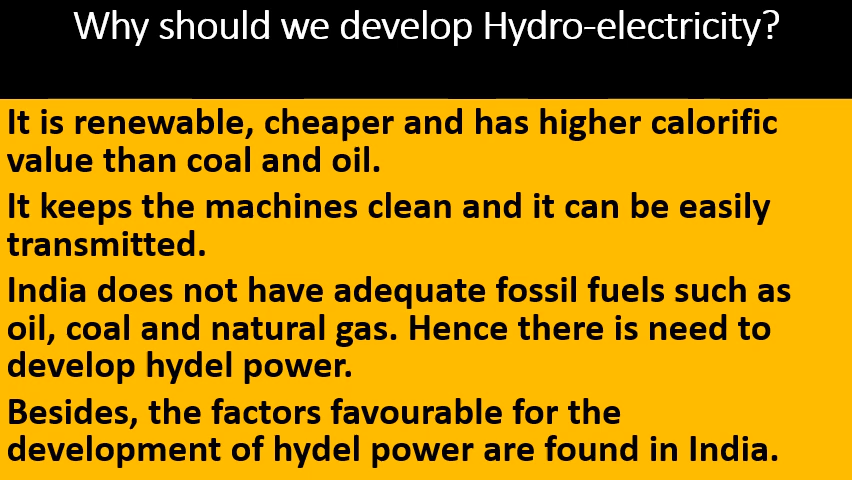 Why should we develop Hydro-electricity?
It is renewable, cheaper and has higher calorific
value than coal and oil.
It keeps the machines clean and it can be easily
transmitted.
India does not have adequate fossil fuels such as
oil, coal and natural gas. Hence there is need to
develop hydel power.
Besides, the factors favourable for the
development of hydel power are found in India.